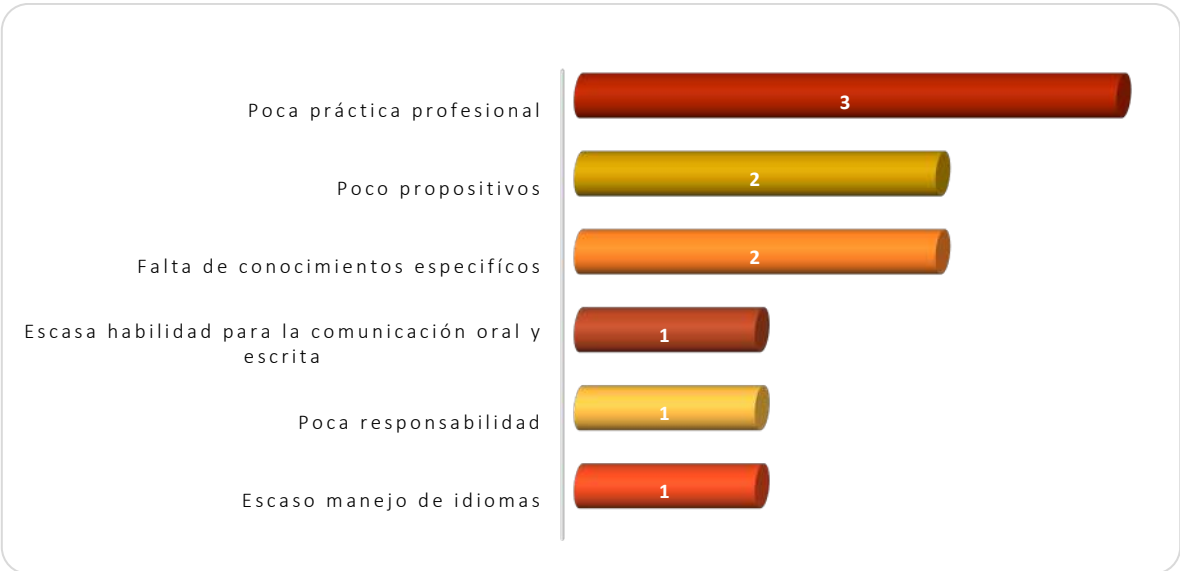 Poca práctica profesional
3
Poco propositivos
2
Falta de conocimientos especifícos
2
Escasa habilidad para la comunicación oral y
escrita
1
Poca responsabilidad
1
Escaso manejo de idiomas
1